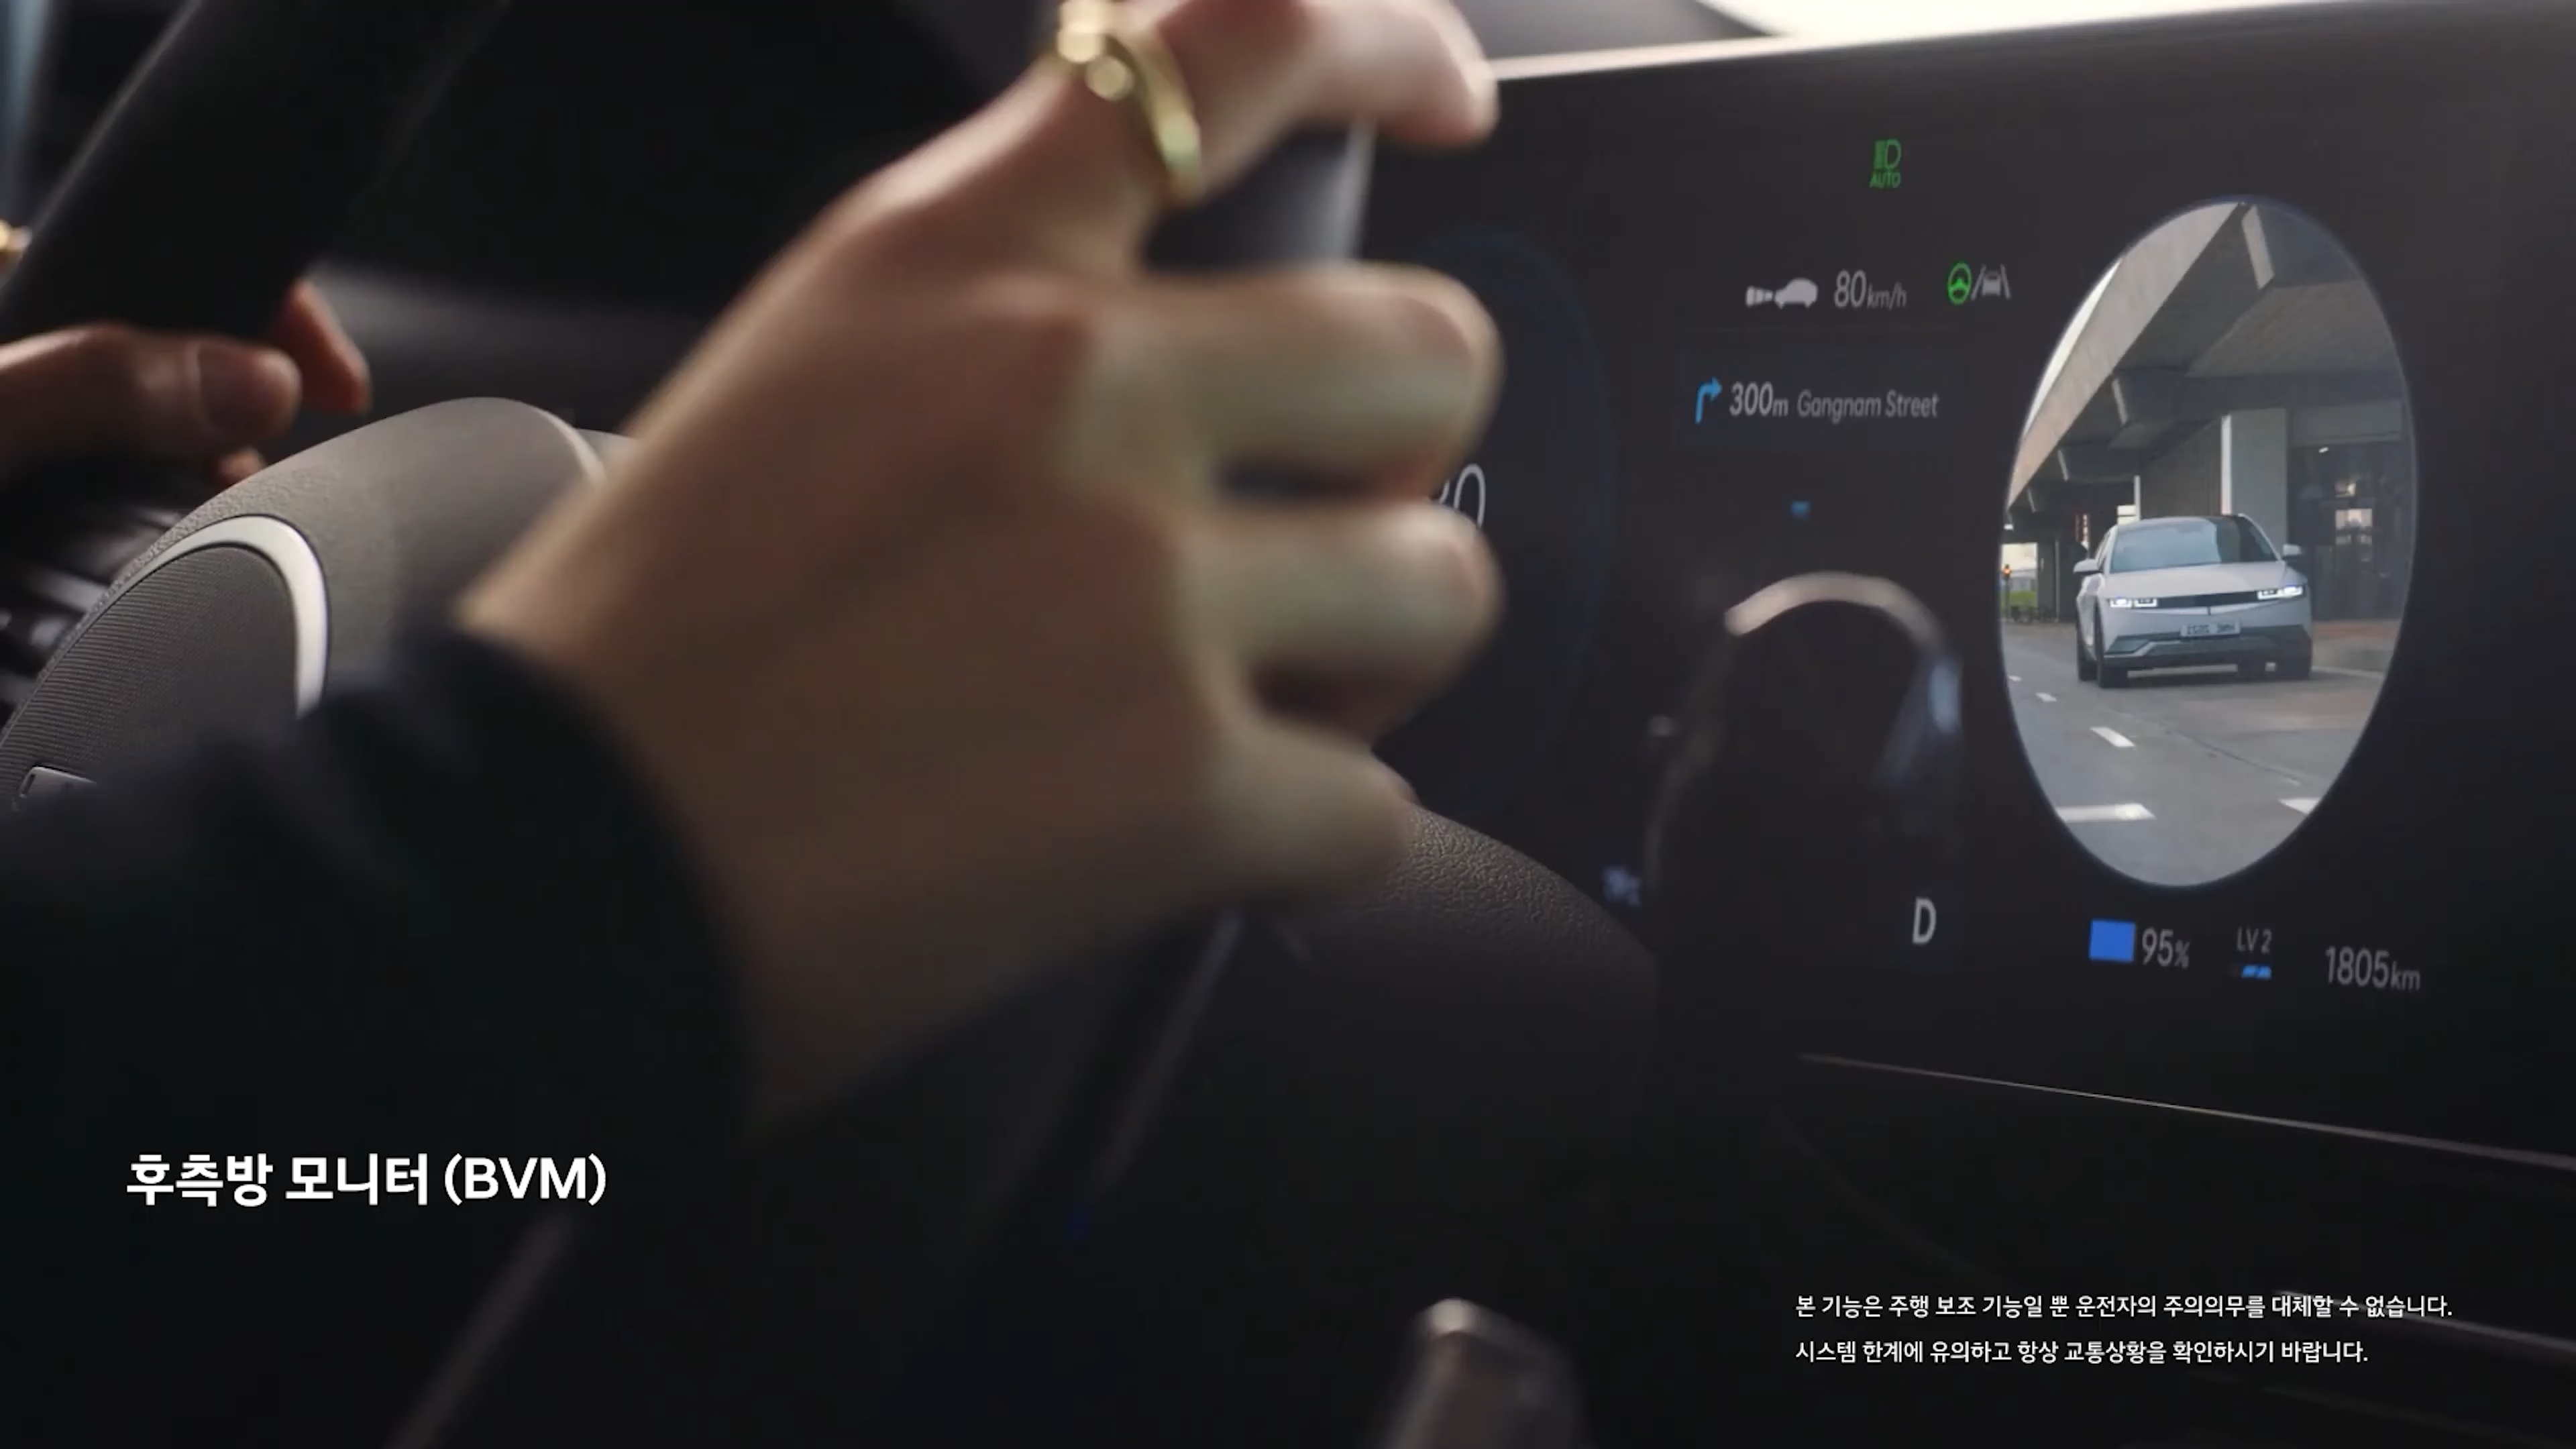 AUTO
80km/h
300m Gangnam Street
D
95%
LV 2
1805km
후측방 모니터 (BVM)
본 기능은 주행 보조 기능일 뿐 운전자의 주의의무를 대체할 수 없습니다.
시스템 한계에 유의하고 항상 교통상황을 확인하시기 바랍니다.